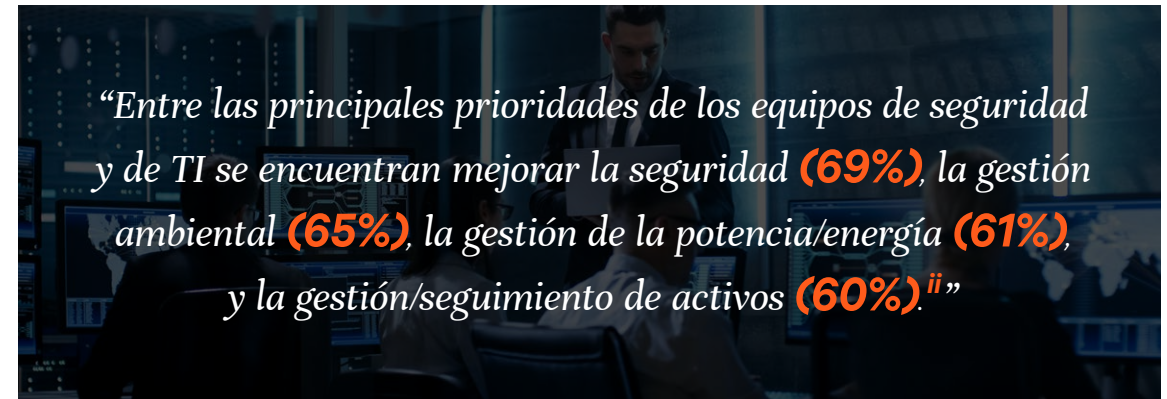 “Entre las principales prioridades de los equipos de seguridad
y de TI se encuentran mejorar la seguridad (69%), la gestión
ambiental (65%), la gestión de la potencia/energía (61%),
y la gestión/seguimiento de activos (60%).ii”